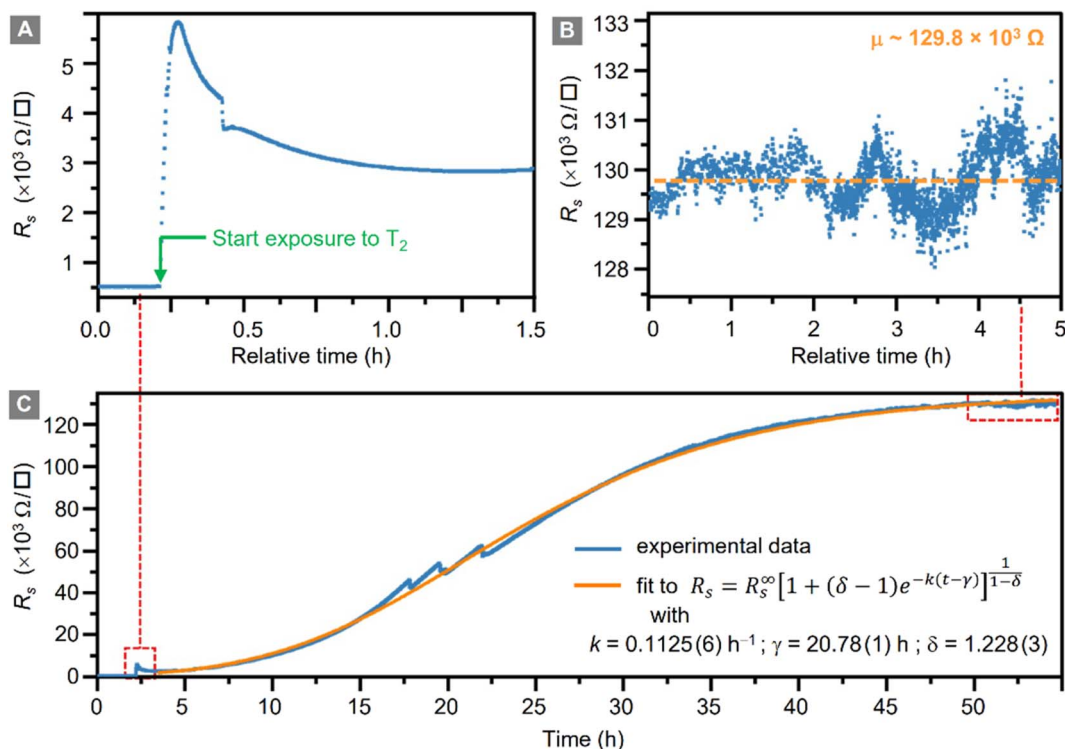 A
Rs (×10³ Ω/□)
5
4
3
2
1
Start exposure to T₂
0.0 0.5 1.0 1.5
Relative time (h)
B
μ ~ 129.8 × 10³ Ω
Rs (×10³ Ω/□)
133
132
131
130
129
128
0 1 2 3 4 5
Relative time (h)
C
Rs (×10³ Ω/□)
120
100
80
60
40
20
0
experimental data
fit to Rs = Rs^∞[1 + (δ − 1)e^{−k(t−γ)}]^{1/(1−δ)}
with
k = 0.1125(6) h⁻¹ ; γ = 20.78(1) h ; δ = 1.228(3)
0 5 10 15 20 25 30 35 40 45 50
Time (h)